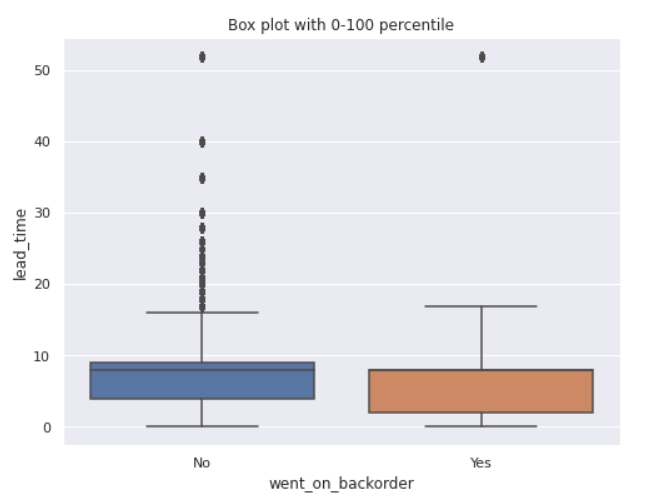 Box plot with 0-100 percentile
50
40
30
20
10
0
lead_time
No
Yes
went_on_backorder